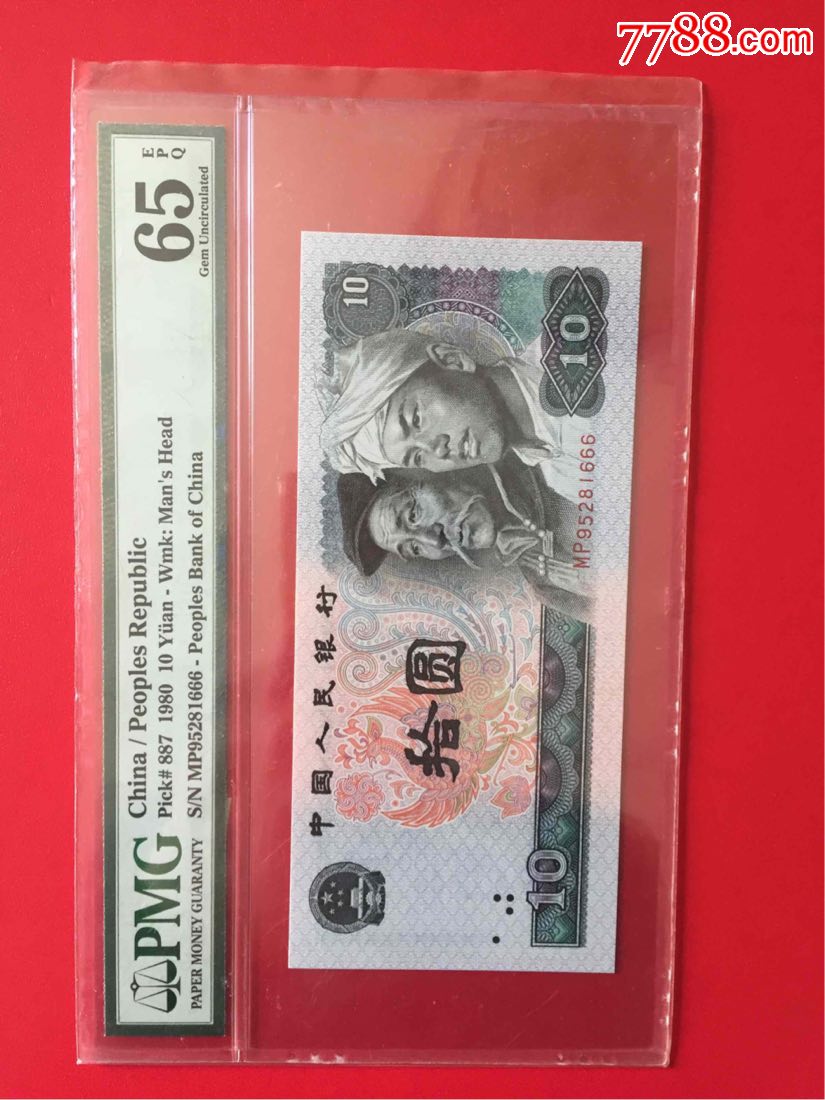 7788.com
PMG
PAPER MONEY GUARANTY
China / Peoples Republic
Pick# 887 1980 10 Yüan - Wmk: Man's Head
S/N MP95281666 - Peoples Bank of China
65
EPQ
Gem Uncirculated
中国人民银行
拾圆
10
10
10
MP95281666